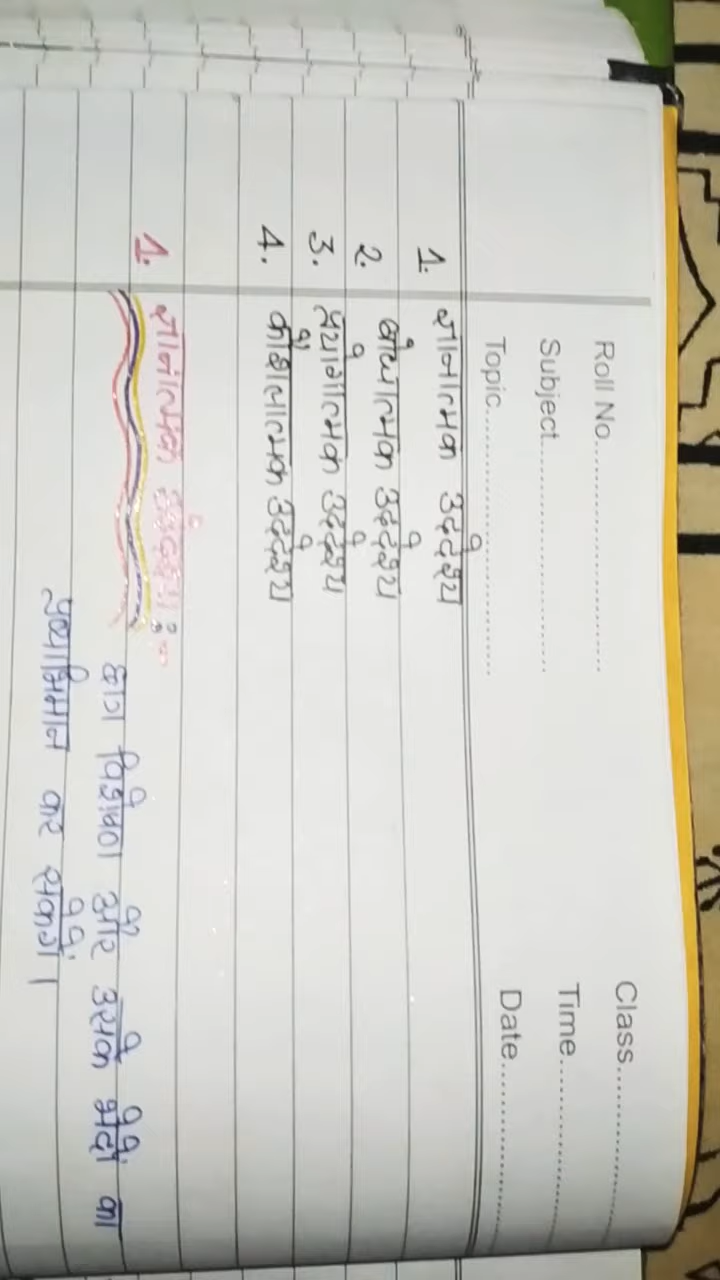 Roll No. Class
Subject Time
Topic Date
1. ज्ञानात्मक उद्देश्य
2. बोधात्मक उद्देश्य
3. प्रयोगात्मक उद्देश्य
4. कौशलात्मक उद्देश्य
1. ज्ञानात्मक उद्देश्य :-
छात्र विशेषण और उसके भेदों का
प्रत्याभिज्ञान कर सकेंगे।